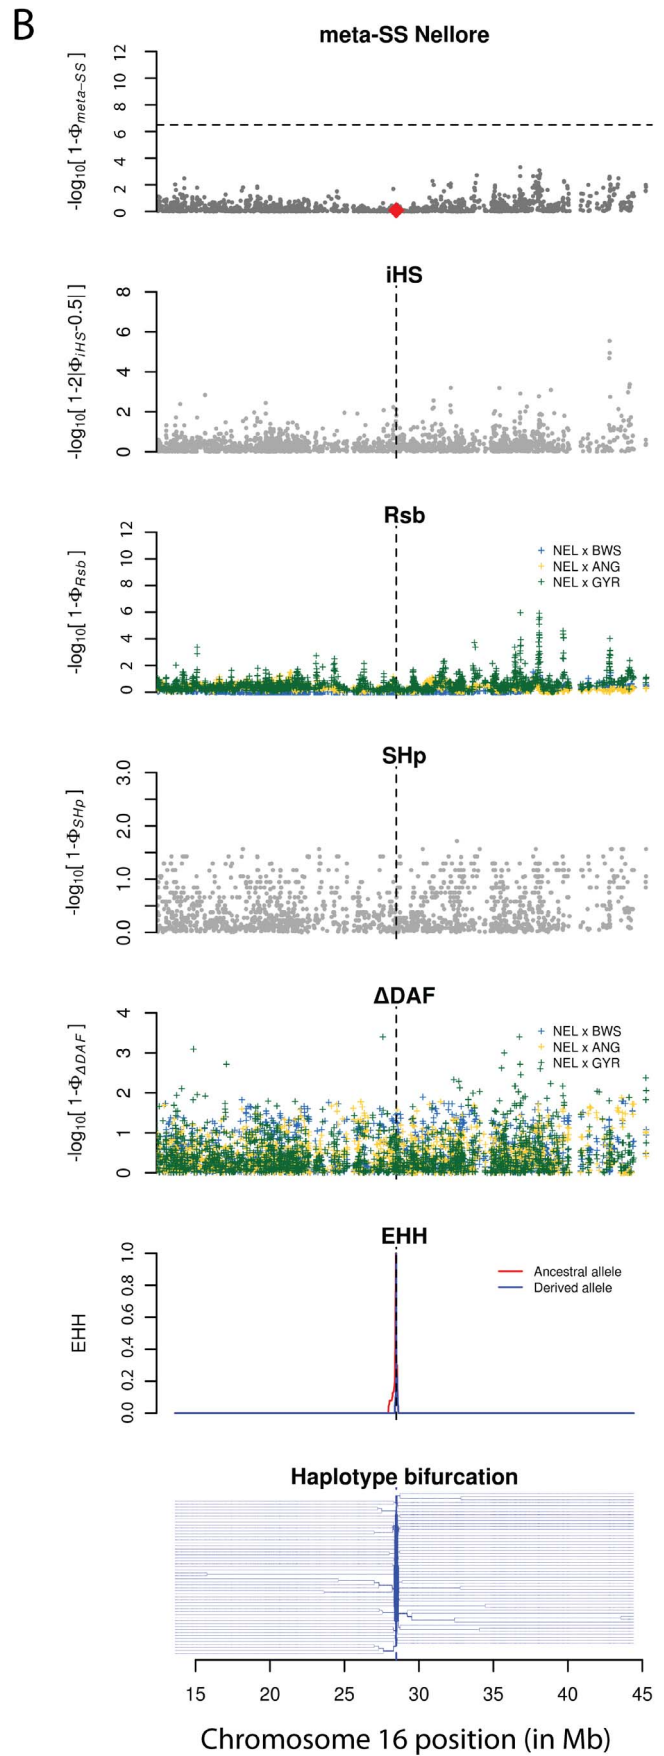 B
meta-SS Nellore
-log10[ 1-Φmeta-SS ]
12
10
8
6
4
2
0
iHS
-log10[ 1-2|ΦiHS-0.5| ]
8
6
4
2
0
Rsb
-log10[ 1-ΦRsb ]
12
10
8
6
4
2
0
NEL x BWS
NEL x ANG
NEL x GYR
SHp
-log10[ 1-ΦSHp ]
3.0
2.0
1.0
0.0
ΔDAF
-log10[ 1-ΦΔDAF ]
4
3
2
1
0
NEL x BWS
NEL x ANG
NEL x GYR
EHH
EHH
1.0
0.8
0.6
0.4
0.2
0.0
Ancestral allele
Derived allele
Haplotype bifurcation
15 20 25 30 35 40 45
Chromosome 16 position (in Mb)